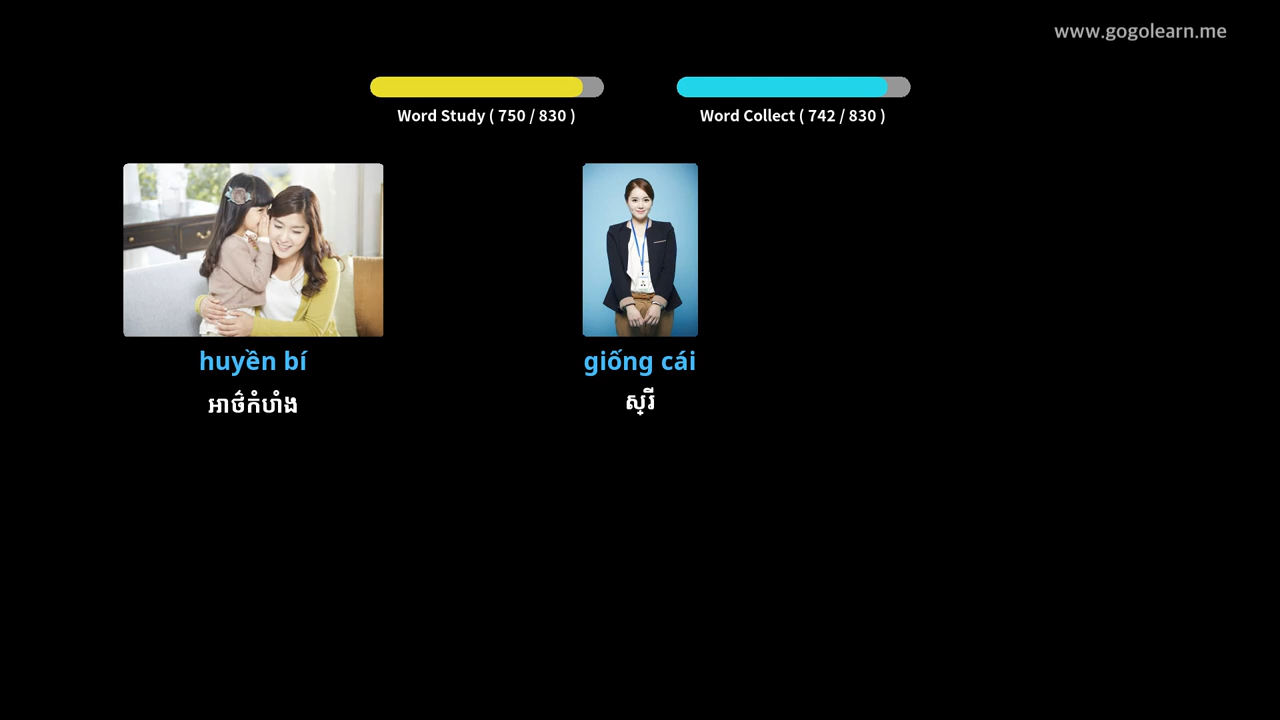 www.gogolearn.me
Word Study ( 750 / 830 )
Word Collect ( 742 / 830 )
huyền bí
giống cái
អាថ៌កំបាំង
ស្រី